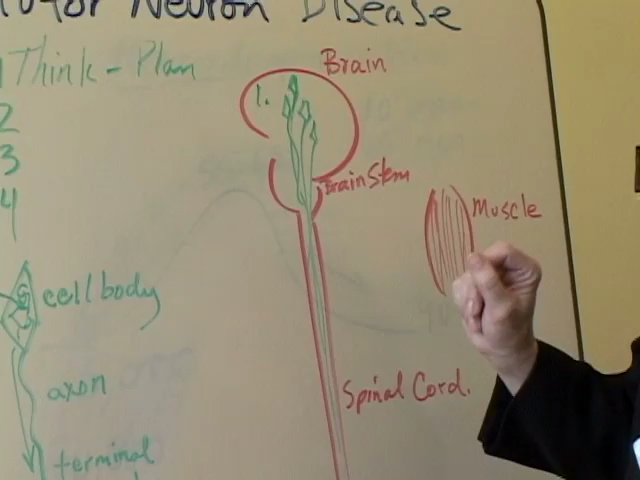 Motor Neuron Disease
1 Think - Plan
2
3
4
Brain
1.
Brain Stem
Muscle
cell body
axon
Spinal Cord.
terminal